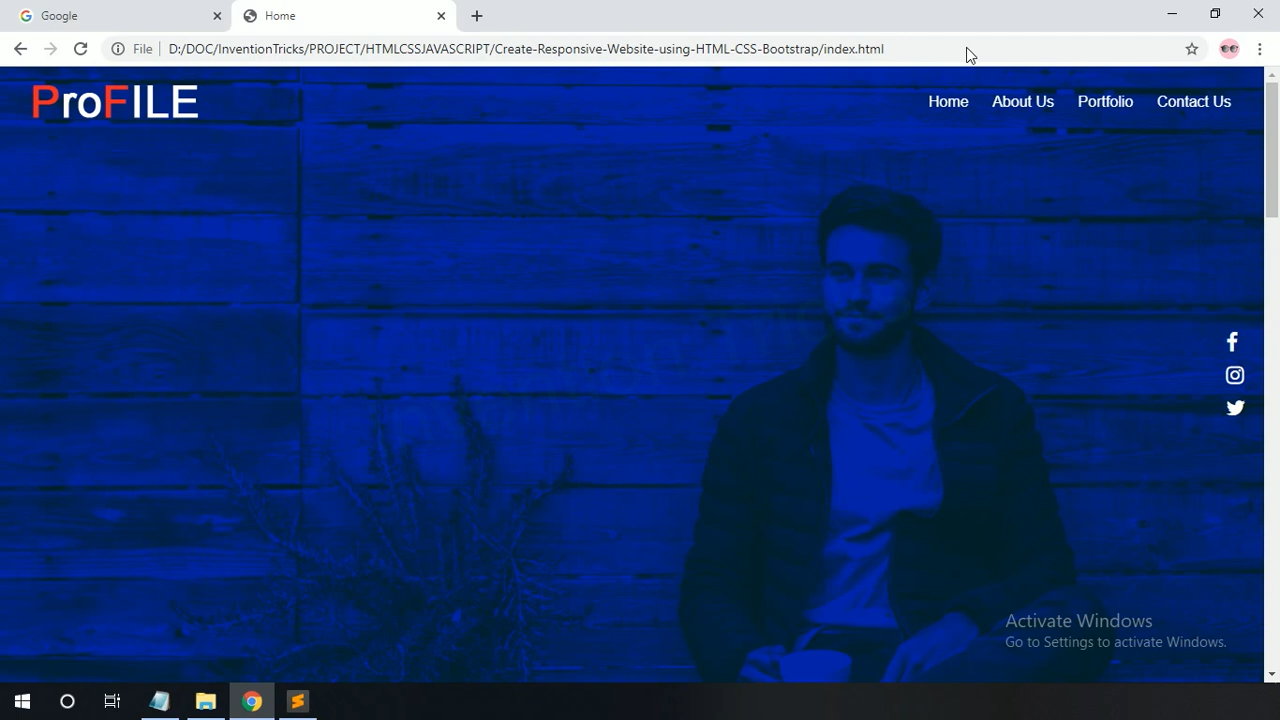 Google
Home
File
D:/DOC/InventionTricks/PROJECT/HTMLCSSJAVASCRIPT/Create-Responsive-Website-using-HTML-CSS-Bootstrap/index.html
ProFILE
Home
About Us
Portfolio
Contact Us
Activate Windows
Go to Settings to activate Windows.